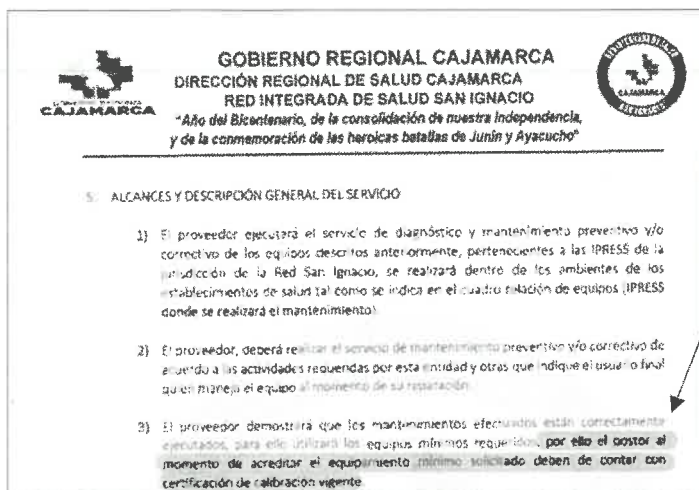 GOBIERNO REGIONAL CAJAMARCA
DIRECCIÓN REGIONAL DE SALUD CAJAMARCA
RED INTEGRADA DE SALUD SAN IGNACIO
"Año del Bicentenario, de la consolidación de nuestra Independencia,
y de la conmemoración de las heroicas batallas de Junín y Ayacucho"
CAJAMARCA
CAJAMARCA
5. ALCANCES Y DESCRIPCIÓN GENERAL DEL SERVICIO
1) El proveedor ejecutará el servicio de diagnóstico y mantenimiento preventivo y/o
correctivo de los equipos descritos anteriormente, pertenecientes a las IPRESS de la
jurisdicción de la Red San Ignacio, se realizará dentro de los ambientes de los
establecimientos de salud tal como se indica en el cuadro relación de equipos (IPRESS
donde se realizará el mantenimiento)
2) El proveedor, deberá realizar el servicio de mantenimiento preventivo y/o correctivo de
acuerdo a las actividades requeridas por esta entidad y otras que indique el usuario final
quien maneja el equipo al momento de su reparación.
3) El proveedor demostrará que los mantenimientos efectuados están correctamente
ejecutados, para ello utilizará los equipos mínimos requeridos, por ello el postor al
momento de acreditar el equipamiento mínimo solicitado deben de contar con
certificación de calibración vigente.